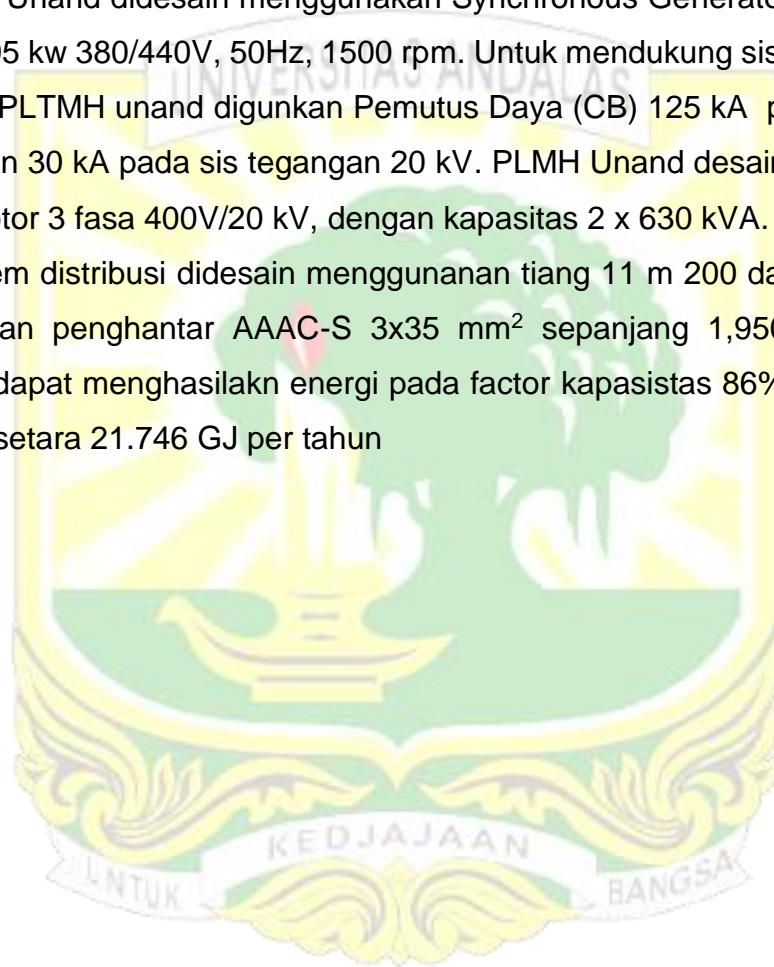 Unand didesain menggunakan Synchronous Generato
05 kw 380/440V, 50Hz, 1500 rpm. Untuk mendukung sis
PLTMH unand digunkan Pemutus Daya (CB) 125 kA p
n 30 kA pada sis tegangan 20 kV. PLMH Unand desain
otor 3 fasa 400V/20 kV, dengan kapasitas 2 x 630 kVA.
em distribusi didesain menggunanan tiang 11 m 200 da
an penghantar AAAC-S 3x35 mm² sepanjang 1,950
dapat menghasilakn energi pada factor kapasistas 86%
setara 21.746 GJ per tahun
UNIVERSITAS ANDALAS
UNTUK KEDJAJAAN BANGSA